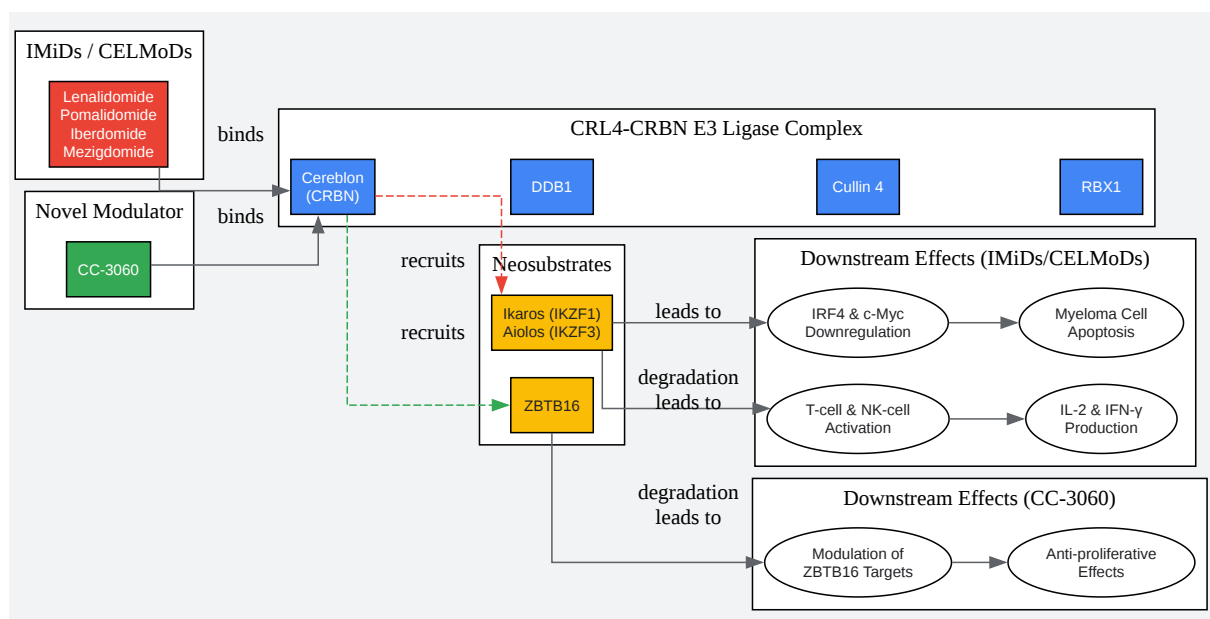 IMiDs / CELMoDs
Lenalidomide
Pomalidomide
Iberdomide
Mezigdomide
Novel Modulator
CC-3060
binds
binds
CRL4-CRBN E3 Ligase Complex
Cereblon
(CRBN)
DDB1
Cullin 4
RBX1
recruits
recruits
Neosubstrates
Ikaros (IKZF1)
Aiolos (IKZF3)
ZBTB16
leads to
degradation
leads to
degradation
leads to
Downstream Effects (IMiDs/CELMoDs)
IRF4 & c-Myc
Downregulation
Myeloma Cell
Apoptosis
T-cell & NK-cell
Activation
IL-2 & IFN-γ
Production
Downstream Effects (CC-3060)
Modulation of
ZBTB16 Targets
Anti-proliferative
Effects